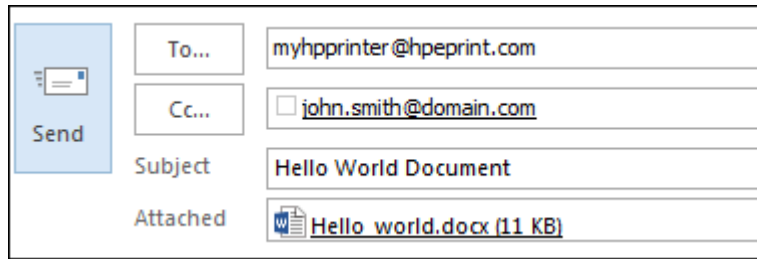 To...
myhpprinter@hpeprint.com
Cc...
john.smith@domain.com
Send
Subject
Hello World Document
Attached
Hello_world.docx (11 KB)